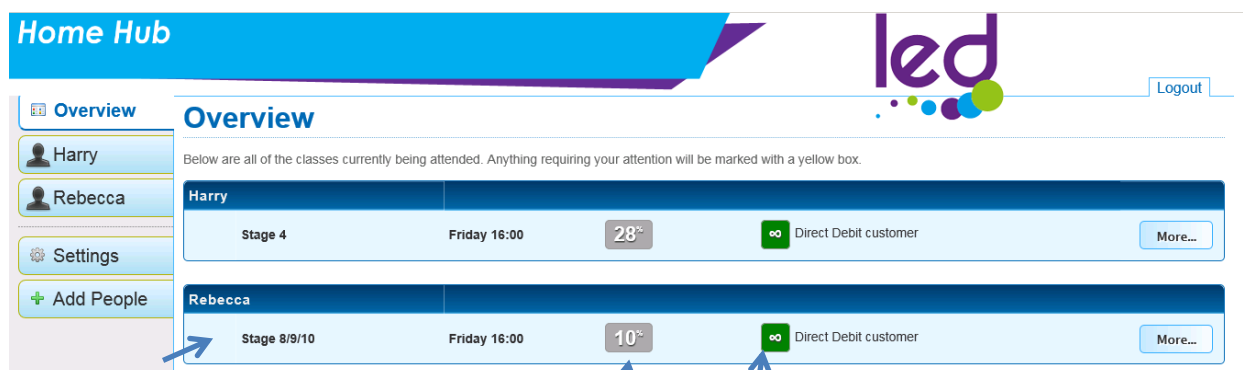 Home Hub
led
Logout
Overview
Harry
Rebecca
Settings
Add People
Overview
Below are all of the classes currently being attended. Anything requiring your attention will be marked with a yellow box.
Harry
Stage 4 Friday 16:00 28% ∞ Direct Debit customer More...
Rebecca
Stage 8/9/10 Friday 16:00 10% ∞ Direct Debit customer More...